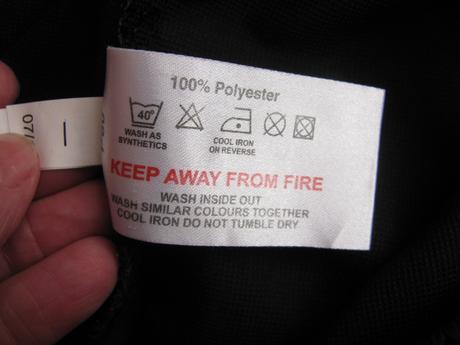 100% Polyester
40°
WASH AS
SYNTHETICS
COOL IRON
ON REVERSE
KEEP AWAY FROM FIRE
WASH INSIDE OUT
WASH SIMILAR COLOURS TOGETHER
COOL IRON DO NOT TUMBLE DRY
07/
I